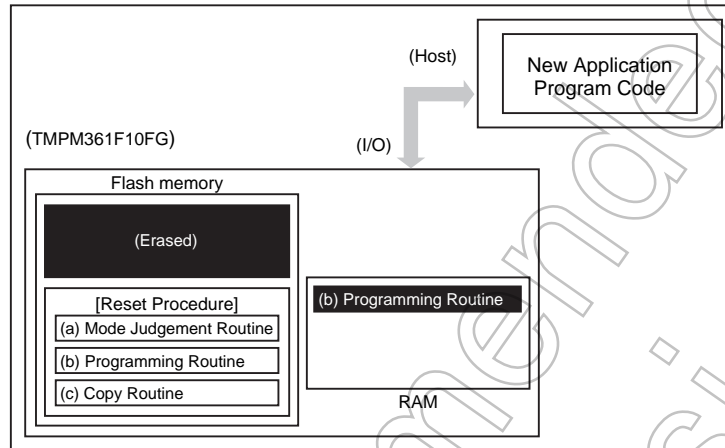 (Host)
New Application
Program Code
(TMPM361F10FG)
(I/O)
Flash memory
(Erased)
[Reset Procedure]
(a) Mode Judgement Routine
(b) Programming Routine
(c) Copy Routine
(b) Programming Routine
RAM